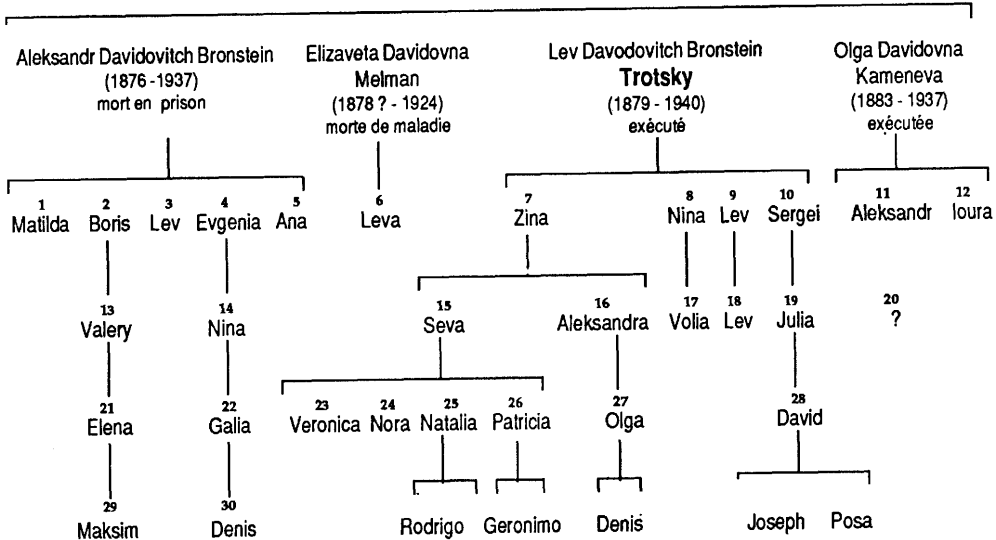 Aleksandr Davidovitch Bronstein
(1876 -1937)
mort en prison
Elizaveta Davidovna
Melman
(1878 ? - 1924)
morte de maladie
Lev Davodovitch Bronstein
Trotsky
(1879 - 1940)
exécuté
Olga Davidovna
Kameneva
(1883 - 1937)
exécutée
1 2 3 4 5 6 7 8 9 10 11 12
Matilda Boris Lev Evgenia Ana Leva Zina Nina Lev Sergei Aleksandr Ioura
13 14 15 16 17 18 19 20
Valery Nina Seva Aleksandra Volia Lev Julia ?
21 22 23 24 25 26 27 28
Elena Galia Veronica Nora Natalia Patricia Olga David
29 30
Maksim Denis Rodrigo Geronimo Denis Joseph Posa